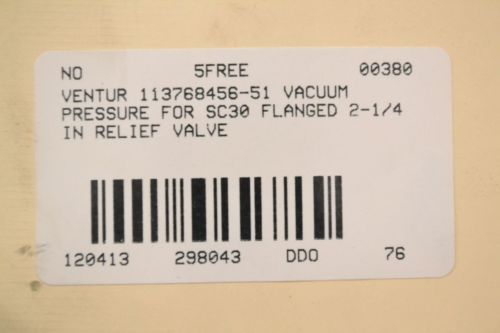 NO 5FREE 00380
VENTUR 113768456-51 VACUUM
PRESSURE FOR SC30 FLANGED 2-1/4
IN RELIEF VALVE
120413 298043 DDO 76